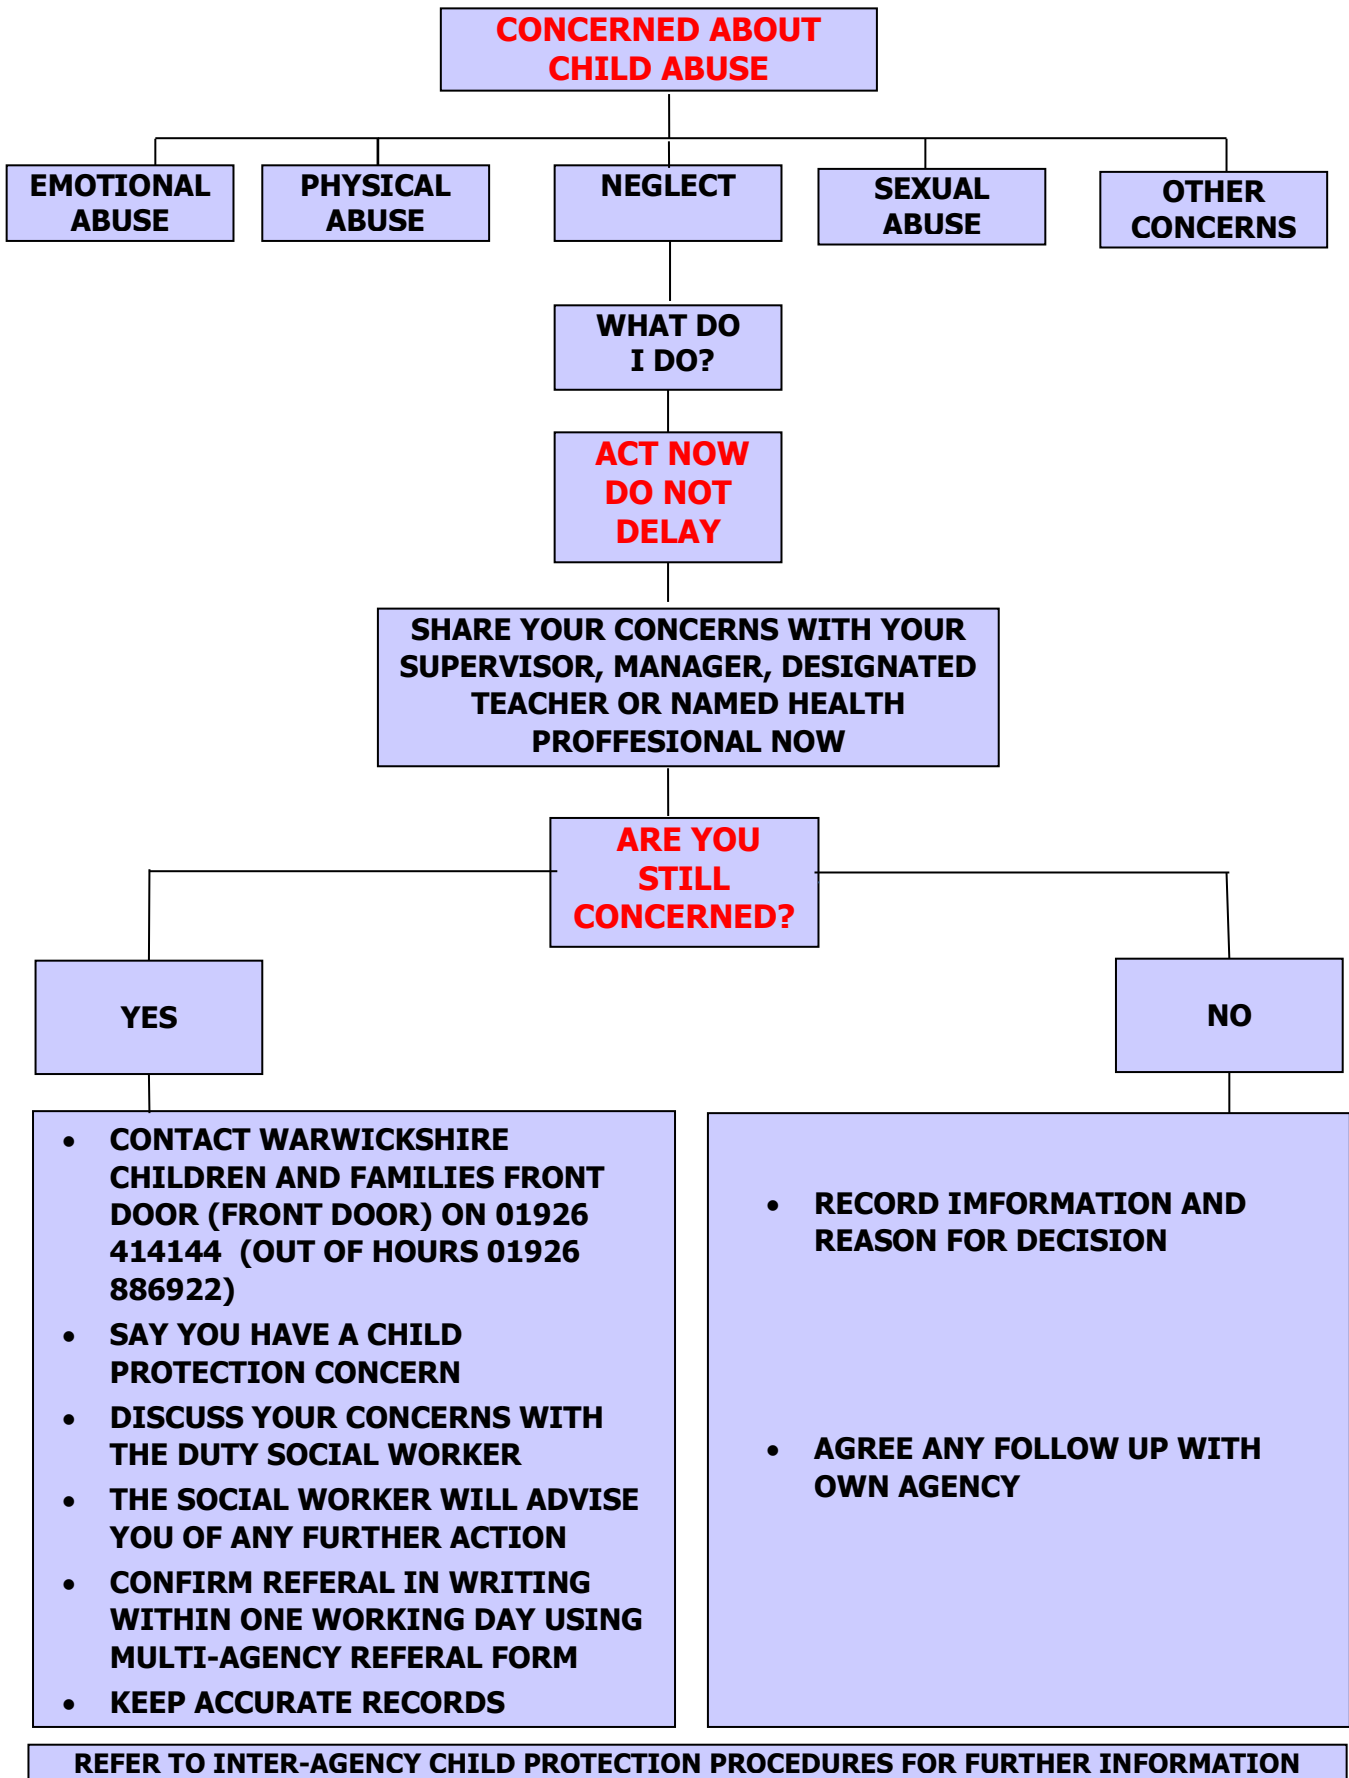 CONCERNED ABOUT
CHILD ABUSE
EMOTIONAL
ABUSE
PHYSICAL
ABUSE
NEGLECT
SEXUAL
ABUSE
OTHER
CONCERNS
WHAT DO
I DO?
ACT NOW
DO NOT
DELAY
SHARE YOUR CONCERNS WITH YOUR
SUPERVISOR, MANAGER, DESIGNATED
TEACHER OR NAMED HEALTH
PROFFESIONAL NOW
ARE YOU
STILL
CONCERNED?
YES
NO
• CONTACT WARWICKSHIRE
CHILDREN AND FAMILIES FRONT
DOOR (FRONT DOOR) ON 01926
414144 (OUT OF HOURS 01926
886922)
• SAY YOU HAVE A CHILD
PROTECTION CONCERN
• DISCUSS YOUR CONCERNS WITH
THE DUTY SOCIAL WORKER
• THE SOCIAL WORKER WILL ADVISE
YOU OF ANY FURTHER ACTION
• CONFIRM REFERAL IN WRITING
WITHIN ONE WORKING DAY USING
MULTI-AGENCY REFERAL FORM
• KEEP ACCURATE RECORDS
• RECORD IMFORMATION AND
REASON FOR DECISION
• AGREE ANY FOLLOW UP WITH
OWN AGENCY
REFER TO INTER-AGENCY CHILD PROTECTION PROCEDURES FOR FURTHER INFORMATION